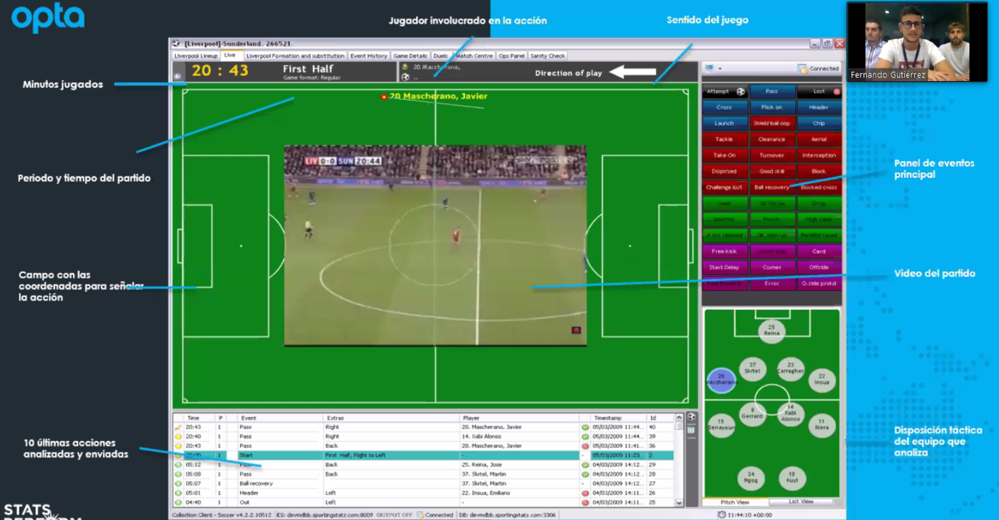 opta
Jugador involucrado en la acción
Sentido del juego
Fernando Gutiérrez
[Liverpool]-Sunderland, 266521
Liverpool Lineup
Live
Liverpool Formation and substitution
Event History
Game Details
Duels
Match Centre
Ops Panel
Sanity Check
20 : 43
First Half
Game format: Regular
20 Mascherano,
Direction of play
Connected
Minutos jugados
20 Mascherano, Javier
Attempt
Pass
Lost
Cross
Flick on
Header
Launch
Shield ball opp
Chip
Tackle
Clearance
Aerial
Take On
Turnover
Interception
Dispo'sed
Good skill
Block
Challenge lost
Ball recovery
Blocked cross
Save
GK Throw
Drop
Smother
Punch
High claim
X not claimed
GK pick-up
Penalty faced
Free kick
Card
Start Delay
Corner
Offside
Error
O.side prvkd
LIV 0-0 SUN 20:44
Periodo y tiempo del partido
Panel de eventos
principal
Campo con las
coordenadas para señalar
la acción
Video del partido
25
Reina
37
Skrtel
23
Carragher
20
Mascherano
22
Insua
8
Gerrard
14
Xabi
Alonso
15
Benayoun
11
Riera
24
Ngog
18
Kuyt
Pitch View
List View
Disposición táctica
del equipo que
analiza
10 últimas acciones
analizadas y enviadas
Time P Event Extras Player Timestamp Id
20:43 1 Pass Right 20. Mascherano, Javier 05/03/2009 11:44... 40
20:40 1 Pass Right 14. Xabi Alonso 05/03/2009 11:44... 39
20:43 1 Pass Back 20. Mascherano, Javier 05/03/2009 11:41... 36
00:00 1 Start First Half, Right to Left - - 05/03/2009 11:23... 2
05:12 1 Pass Back 25. Reina, Jose 04/03/2009 14:12... 29
05:08 1 Pass Back 37. Skrtel, Martin 04/03/2009 14:12... 28
05:07 1 Ball recovery 37. Skrtel, Martin - 04/03/2009 14:12... 27
05:01 1 Header Left 22. Insua, Emiliano 04/03/2009 14:11... 26
04:40 1 Out Left - 04/03/2009 14:11... 25
Collection Client - Soccer v4.2.2.10512
ES: devmdbb.sportingstatz.com:8009 OUTPUT OFF
Connected
DB: devmdbb.sportingstatz.com:3306
11:44:10 +00:00
STATS
PERFORM